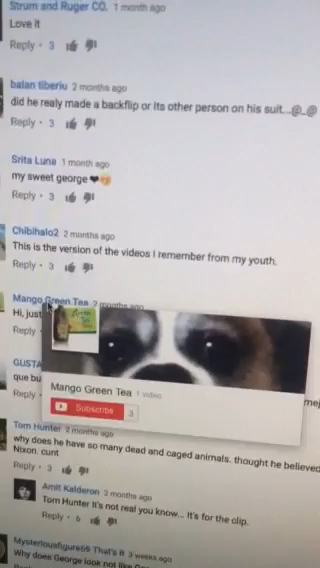 Strum and Ruger CO. 1 month ago
Love it
Reply · 3
balan tiberiu 2 months ago
did he realy made a backflip or its other person on his suit...@_@
Reply · 3
Srita Luna 1 month ago
my sweet george
Reply · 3
Chibihalo2 2 months ago
This is the version of the videos I remember from my youth.
Reply · 3
Mango Green Tea 2 months ago
Hi, just
Reply
Mango Green Tea 1 video
Subscribe 3
GUSTA
que bu
Reply
Tom Hunter 2 months ago
why does he have so many dead and caged animals. thought he believed
Nixon. cunt
Reply · 3
Amit Kalderon 2 months ago
Tom Hunter It's not real you know... It's for the clip.
Reply · 6
Mysteriousfigure59 That's It 3 weeks ago
Why does George look not like